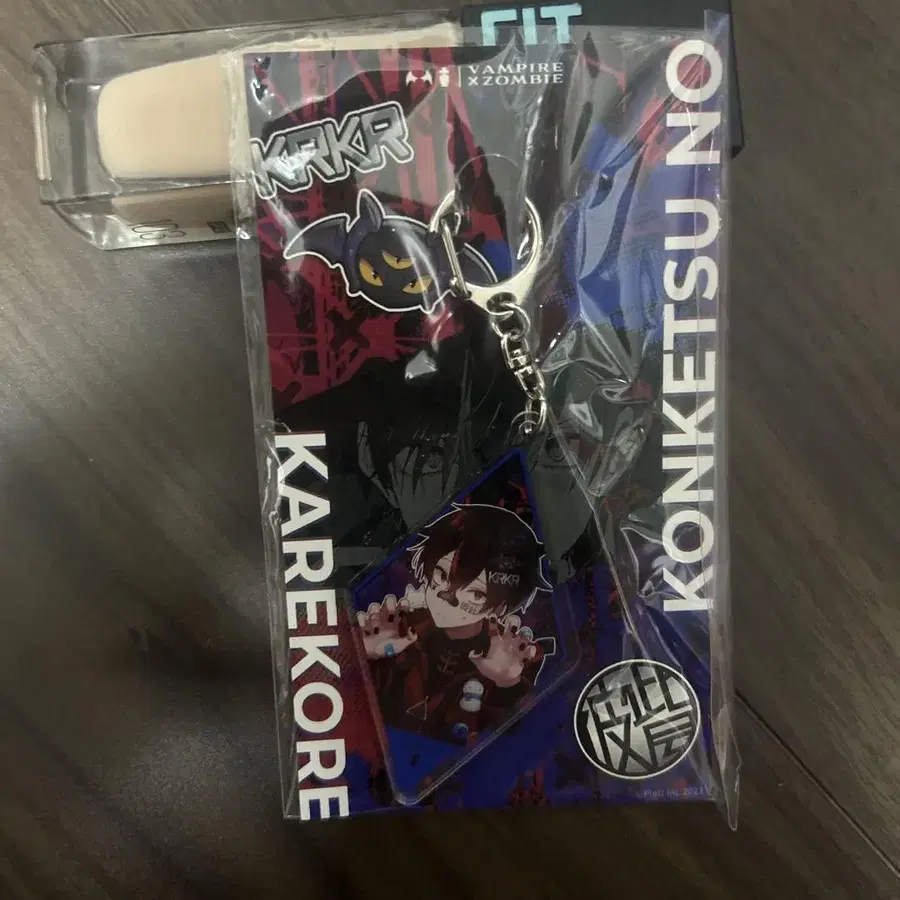 FIT
VAMPIRE
XZOMBIE
KRKR
KONKETSU NO
KAREKORE
KRKR